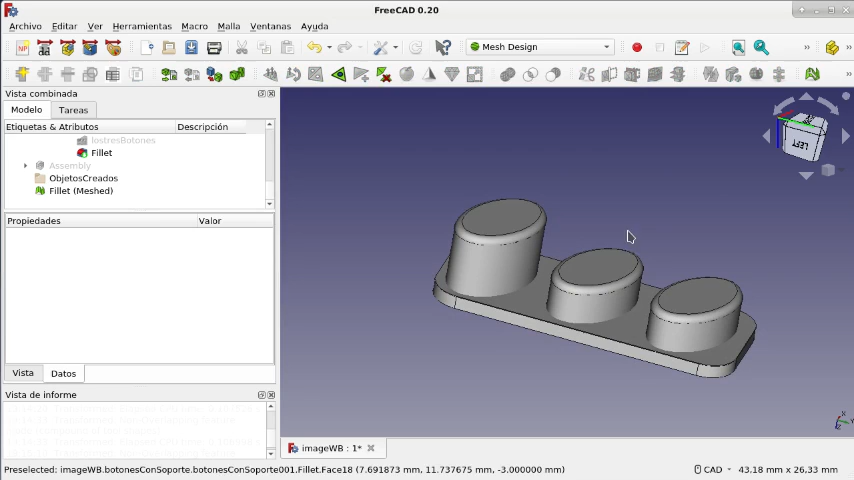 FreeCAD 0.20
Archivo Editar Ver Herramientas Macro Malla Ventanas Ayuda
Mesh Design
Vista combinada
Modelo Tareas
Etiquetas & Atributos Descripción
lostresBotones
Fillet
Assembly
ObjetosCreados
Fillet (Meshed)
Propiedades Valor
LEFT
Vista Datos
Vista de informe
imageWB : 1*
Preselected: imageWB.botonesConSoporte.botonesConSoporte001.Fillet.Face18 (7.691873 mm, 11.737675 mm, -3.000000 mm)
CAD 43,18 mm x 26,33 mm